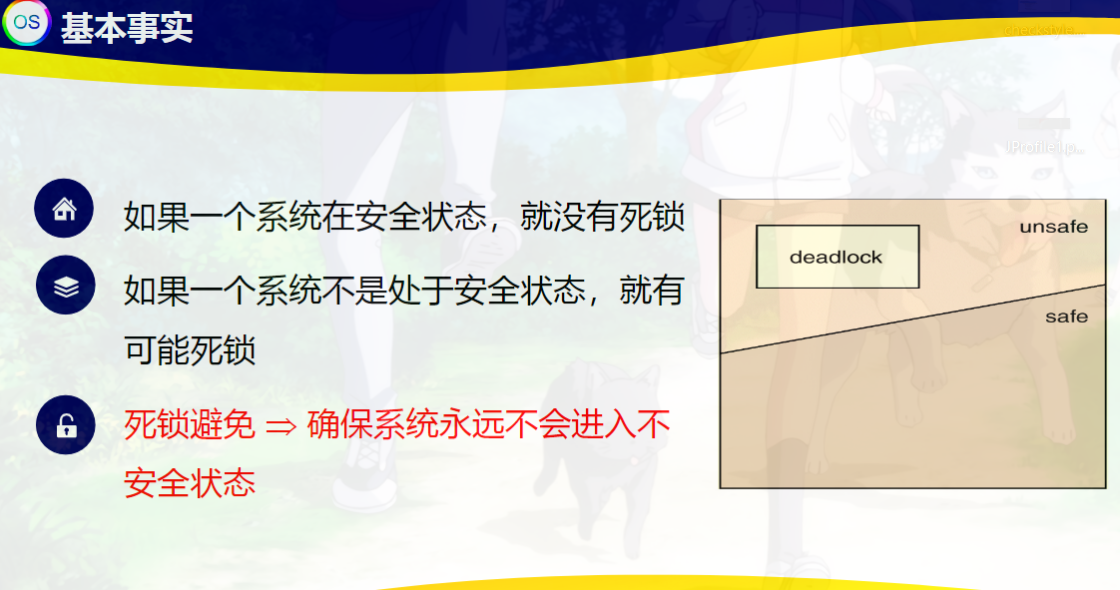 OS 基本事实
checkstyle...
!Profile1.p...
如果一个系统在安全状态，就没有死锁
如果一个系统不是处于安全状态，就有
可能死锁
死锁避免 ⇒ 确保系统永远不会进入不
安全状态
unsafe
deadlock
safe